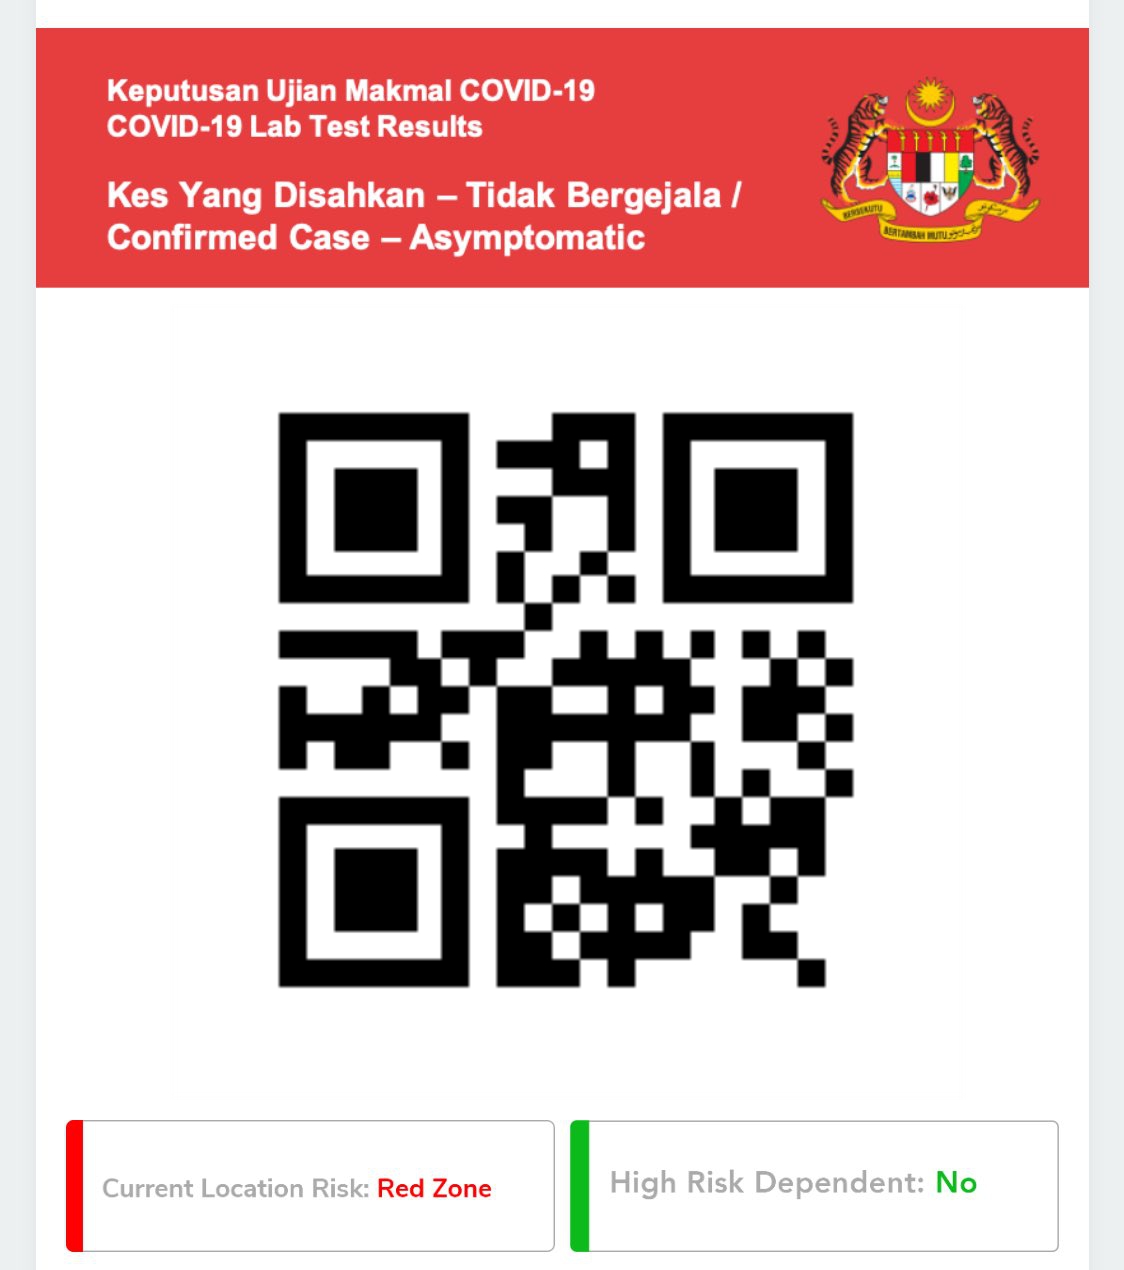 Keputusan Ujian Makmal COVID-19
COVID-19 Lab Test Results
Kes Yang Disahkan – Tidak Bergejala /
Confirmed Case – Asymptomatic
BERSEKUTU
BERTAMBAH MUTU
Current Location Risk: Red Zone
High Risk Dependent: No